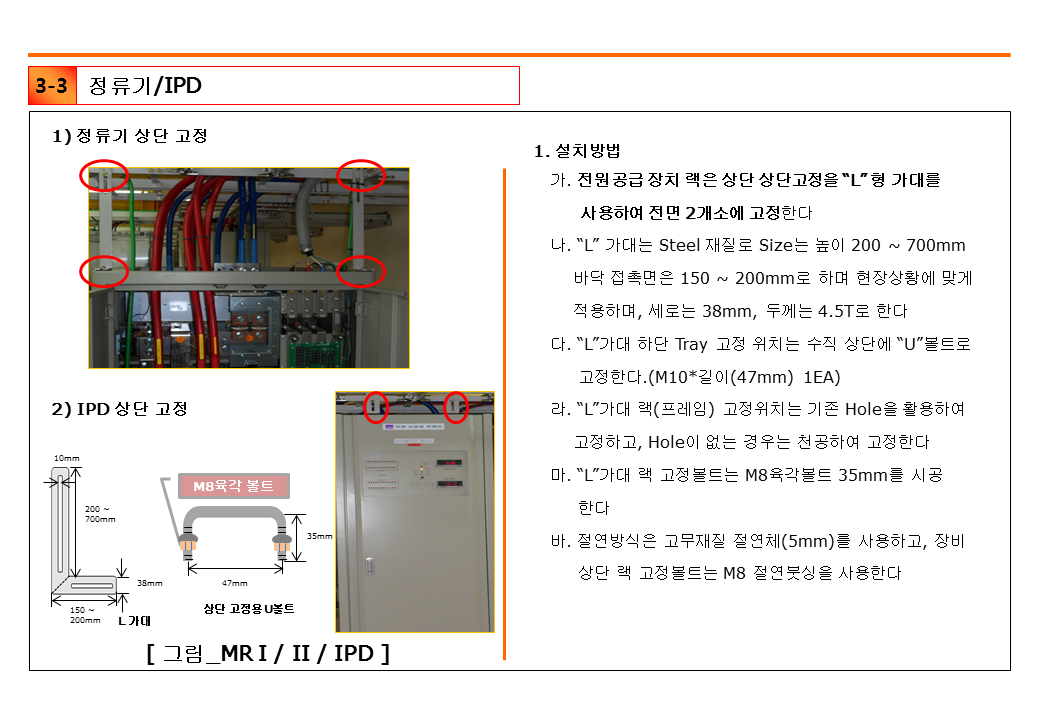 3-3 정류기/IPD
1) 정류기 상단 고정
2) IPD 상단 고정
10mm
200 ~
700mm
38mm
150 ~
200mm
L 가대
M8육각 볼트
35mm
47mm
상단 고정용 U볼트
[ 그림_MR I / II / IPD ]
1. 설치방법
가. 전원공급 장치 랙은 상단 상단고정을 “L” 형 가대를
사용하여 전면 2개소에 고정한다
나. “L” 가대는 Steel 재질로 Size는 높이 200 ~ 700mm
바닥 접촉면은 150 ~ 200mm로 하며 현장상황에 맞게
적용하며, 세로는 38mm, 두께는 4.5T로 한다
다. “L”가대 하단 Tray 고정 위치는 수직 상단에 “U”볼트로
고정한다.(M10*길이(47mm) 1EA)
라. “L”가대 랙(프레임) 고정위치는 기존 Hole을 활용하여
고정하고, Hole이 없는 경우는 천공하여 고정한다
마. “L”가대 랙 고정볼트는 M8육각볼트 35mm를 시공
한다
바. 절연방식은 고무재질 절연체(5mm)를 사용하고, 장비
상단 랙 고정볼트는 M8 절연붓싱을 사용한다